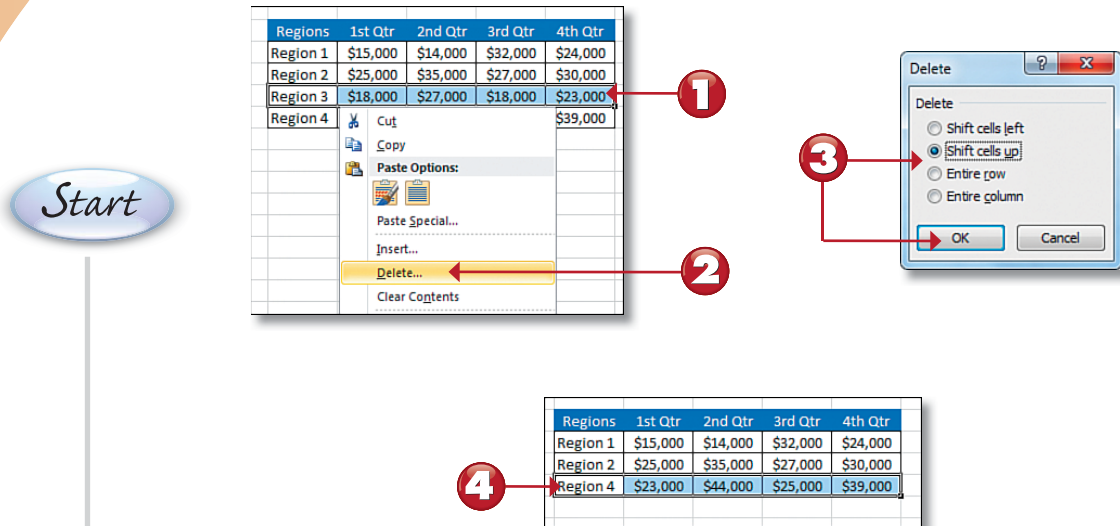 Regions 1st Qtr 2nd Qtr 3rd Qtr 4th Qtr
Region 1 $15,000 $14,000 $32,000 $24,000
Region 2 $25,000 $35,000 $27,000 $30,000
Region 3 $18,000 $27,000 $18,000 $23,000
Region 4 $39,000
Cut
Copy
Paste Options:
Paste Special...
Insert...
Delete...
Clear Contents
1
2
Delete
Delete
Shift cells left
Shift cells up
Entire row
Entire column
OK Cancel
3
Start
Regions 1st Qtr 2nd Qtr 3rd Qtr 4th Qtr
Region 1 $15,000 $14,000 $32,000 $24,000
Region 2 $25,000 $35,000 $27,000 $30,000
Region 4 $23,000 $44,000 $25,000 $39,000
4